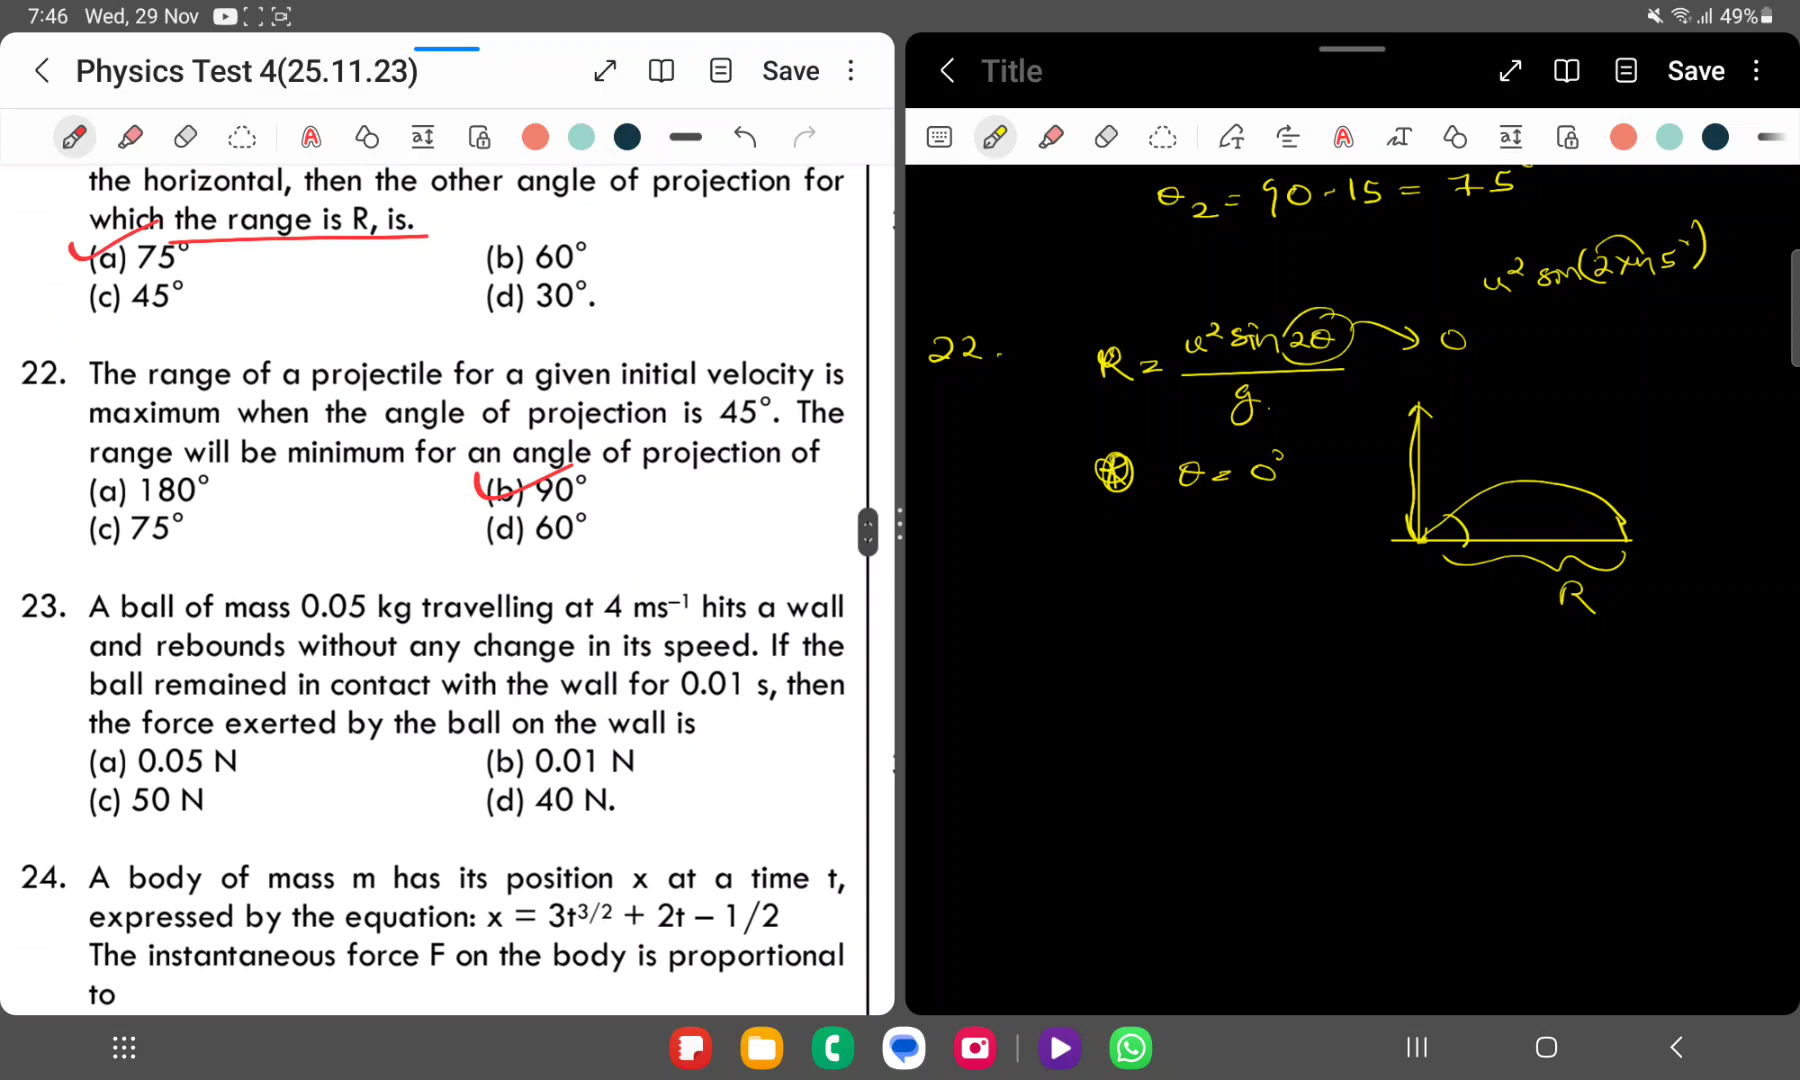 7:46 Wed, 29 Nov
49%
Physics Test 4(25.11.23)
Save
the horizontal, then the other angle of projection for
which the range is R, is.
(a) 75° (b) 60°
(c) 45° (d) 30°.
22. The range of a projectile for a given initial velocity is
maximum when the angle of projection is 45°. The
range will be minimum for an angle of projection of
(a) 180° (b) 90°
(c) 75° (d) 60°
23. A ball of mass 0.05 kg travelling at 4 ms⁻¹ hits a wall
and rebounds without any change in its speed. If the
ball remained in contact with the wall for 0.01 s, then
the force exerted by the ball on the wall is
(a) 0.05 N (b) 0.01 N
(c) 50 N (d) 40 N.
24. A body of mass m has its position x at a time t,
expressed by the equation: x = 3t^3/2 + 2t – 1/2
The instantaneous force F on the body is proportional
to
Title
Save
θ₂ = 90 - 15 = 75°
u² sin(2×45°)
22. R = u² sin 2θ / g. → 0
θ = 0°
R